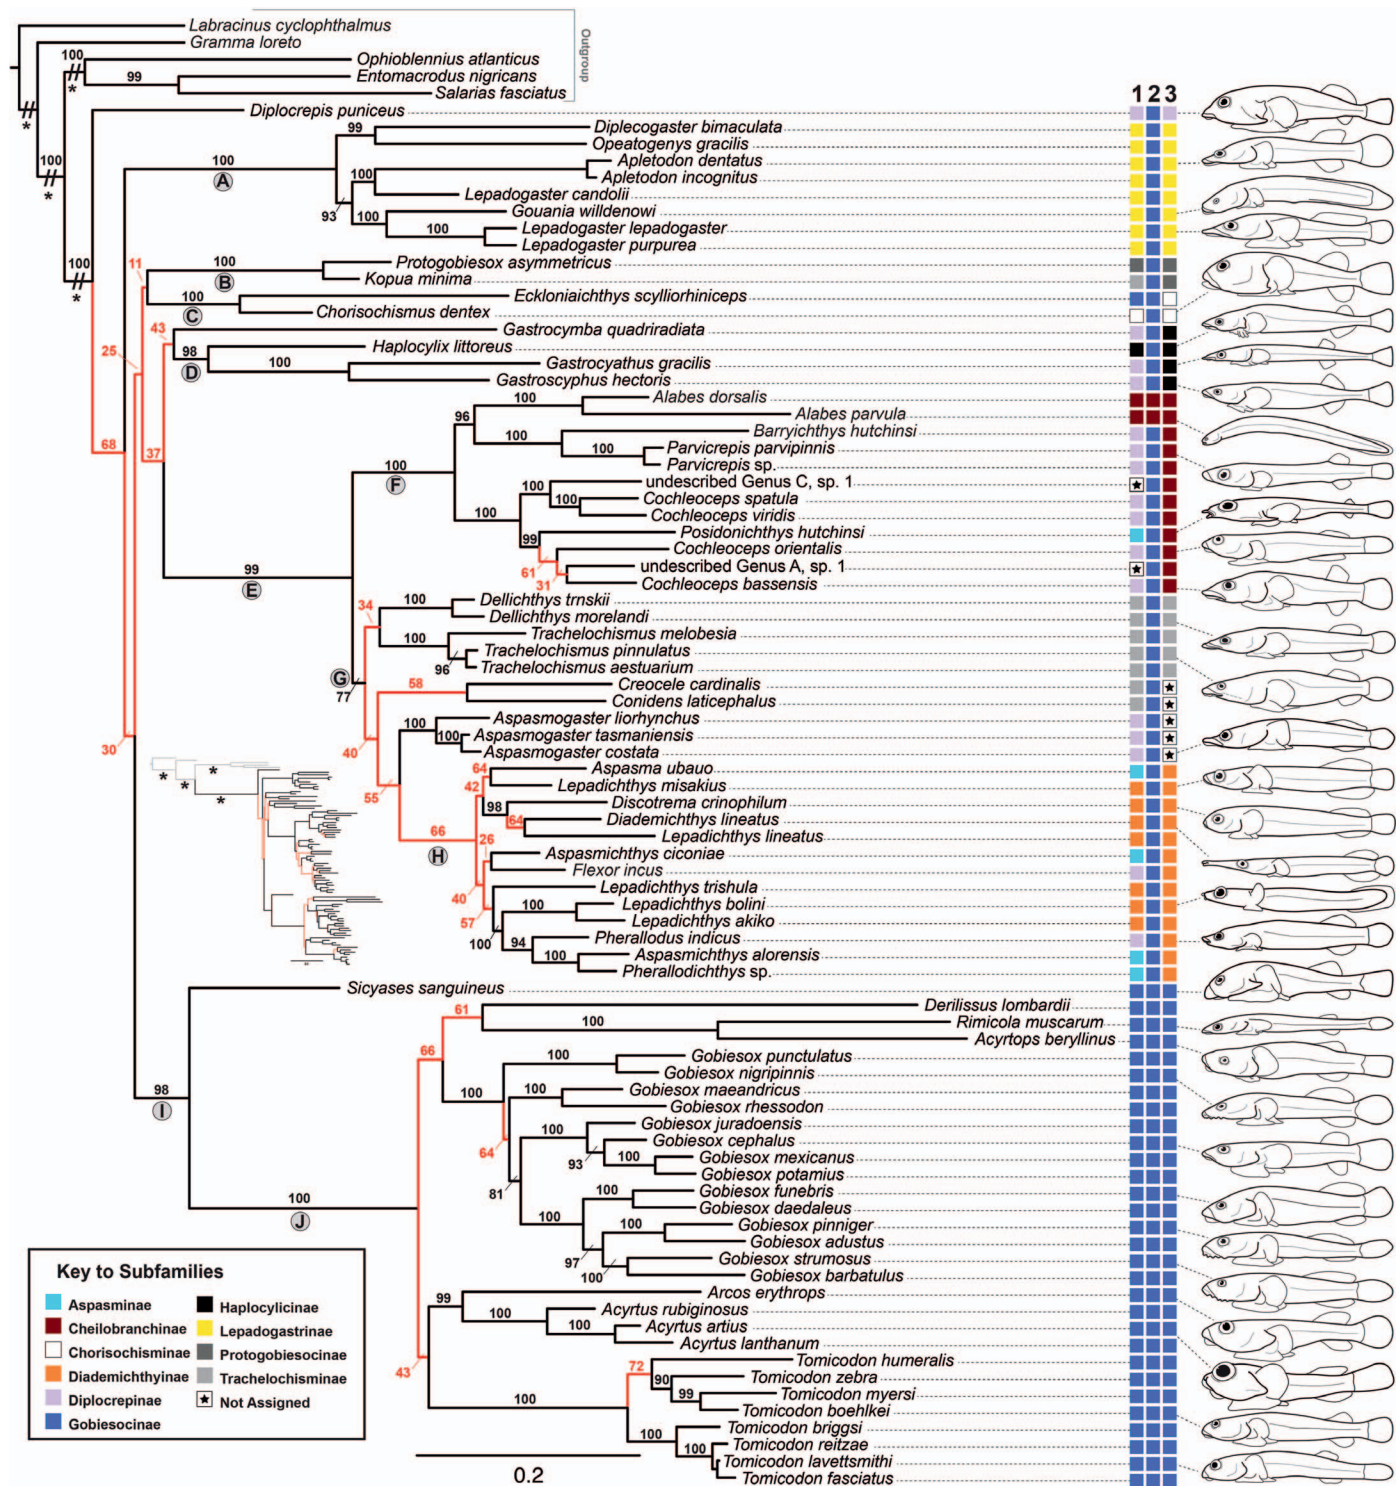 Labracinus cyclophthalmus
Gramma loreto
Outgroup
100
Ophioblennius atlanticus
*
99
Entomacrodus nigricans
Salarias fasciatus
1 2 3
*
Diplocrepis puniceus
99
Diplecogaster bimaculata
Opeatogenys gracilis
100
100
100
Apletodon dentatus
A
Apletodon incognitus
*
Lepadogaster candolii
93
100
Gouania willdenowi
100
Lepadogaster lepadogaster
Lepadogaster purpurea
100
*
11
100
Protogobiesox asymmetricus
B
Kopua minima
100
Eckloniaichthys scylliorhiniceps
C
Chorisochismus dentex
43
Gastrocymba quadriradiata
25
98
Haplocylix littoreus
D
100
Gastrocyathus gracilis
Gastroscyphus hectoris
100
Alabes dorsalis
96
Alabes parvula
100
Barryichthys hutchinsi
68
37
100
Parvicrepis parvipinnis
Parvicrepis sp.
100
F
100
undescribed Genus C, sp. 1
100
Cochleoceps spatula
100
Cochleoceps viridis
99
Posidonichthys hutchinsi
Cochleoceps orientalis
61
undescribed Genus A, sp. 1
31
Cochleoceps bassensis
99
E
34
100
Dellichthys trnskii
Dellichthys morelandi
100
Trachelochismus melobesia
96
Trachelochismus pinnulatus
Trachelochismus aestuarium
G
77
58
Creocele cardinalis
Conidens laticephalus
100
Aspasmogaster liorhynchus
100
Aspasmogaster tasmaniensis
Aspasmogaster costata
30
40
64
Aspasma ubauo
42
Lepadichthys misakius
55
98
Discotrema crinophilum
64
Diademichthys lineatus
66
Lepadichthys lineatus
H
26
Aspasmichthys ciconiae
Flexor incus
40
Lepadichthys trishula
57
100
Lepadichthys bolini
Lepadichthys akiko
100
94
Pherallodus indicus
100
Aspasmichthys alorensis
Pherallodichthys sp.
* * * *
Sicyases sanguineus
61
Derilissus lombardii
100
Rimicola muscarum
Acyrtops beryllinus
66
100
Gobiesox punctulatus
Gobiesox nigripinnis
98
I
100
100
Gobiesox maeandricus
Gobiesox rhessodon
64
100
Gobiesox juradoensis
Gobiesox cephalus
93
100
Gobiesox mexicanus
Gobiesox potamius
81
100
Gobiesox funebris
Gobiesox daedaleus
100
J
100
100
Gobiesox pinniger
Gobiesox adustus
97
Gobiesox strumosus
100
Gobiesox barbatulus
99
Arcos erythrops
100
Acyrtus rubiginosus
100
Acyrtus artius
Acyrtus lanthanum
43
72
Tomicodon humeralis
90
Tomicodon zebra
99
Tomicodon myersi
Tomicodon boehlkei
100
100
Tomicodon briggsi
100
Tomicodon reitzae
Tomicodon lavettsmithi
Tomicodon fasciatus
0.2
Key to Subfamilies
Aspasminae
Cheilobranchinae
Chorisochisminae
Diademichthyinae
Diplocrepinae
Gobiesocinae
Haplocylicinae
Lepadogastrinae
Protogobiesocinae
Trachelochisminae
Not Assigned